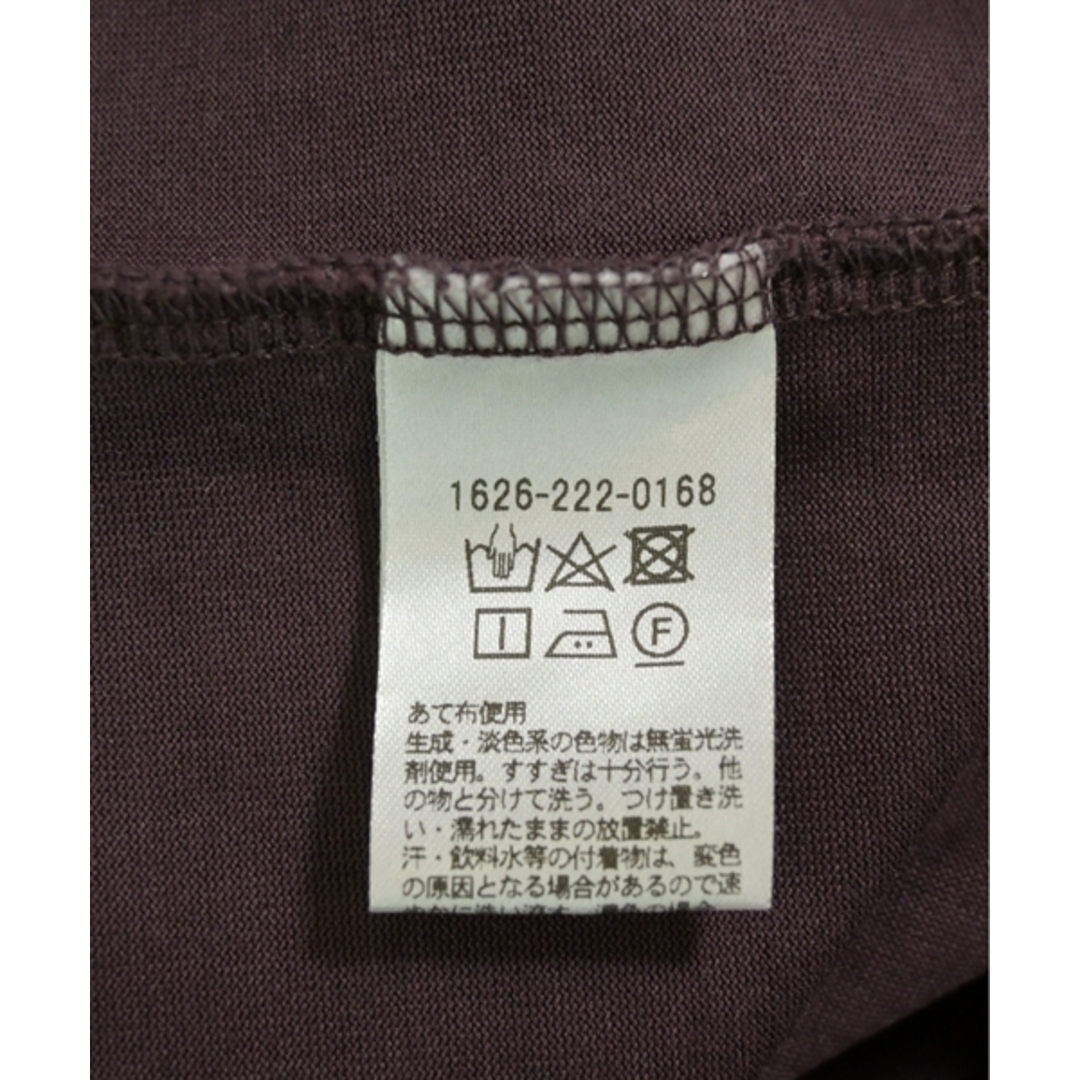 1626-222-0168
F
あて布使用
生成・淡色系の色物は無蛍光洗
剤使用。すすぎは十分行う。他
の物と分けて洗う。つけ置き洗
い・濡れたままの放置禁止。
汗・飲料水等の付着物は、変色
の原因となる場合があるので速